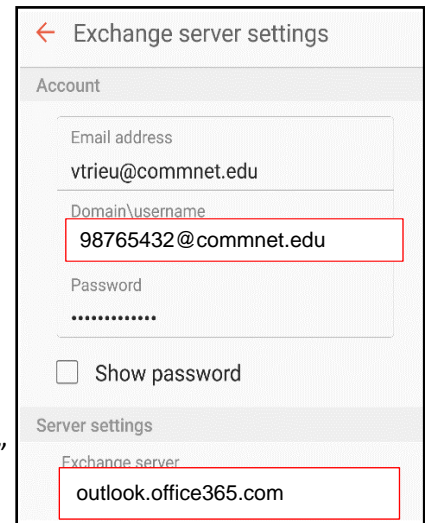 ← Exchange server settings
Account
Email address
vtrieu@commnet.edu
Domain\username
98765432@commnet.edu
Password
•••••••••••••
Show password
Server settings
”
Exchange server
outlook.office365.com